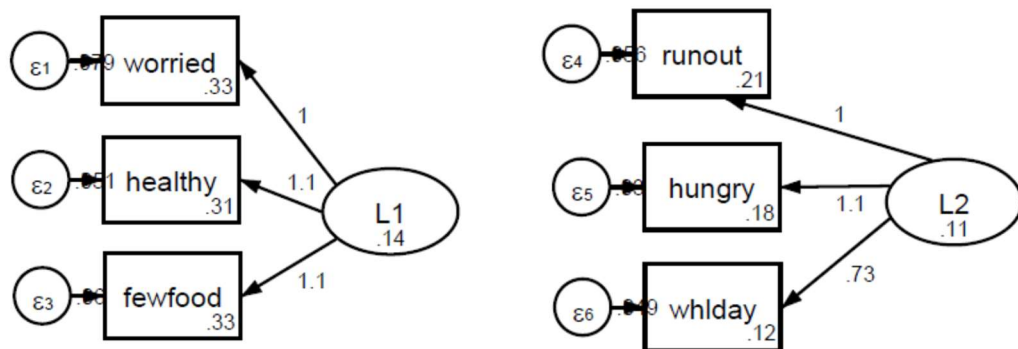 ε1
worried
.33
1
ε2
healthy
.31
1.1
L1
.14
ε3
fewfood
.33
1.1
ε4
runout
.21
1
ε5
hungry
.18
1.1
L2
.11
ε6
whlday
.12
.73